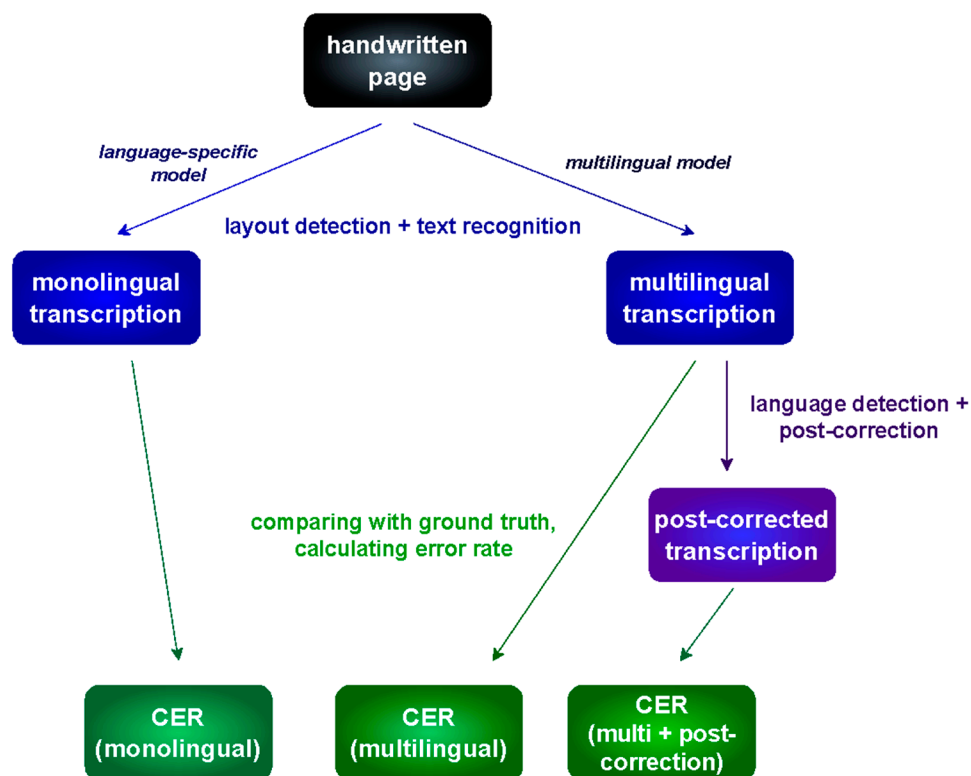 handwritten
page
language-specific
model
multilingual model
layout detection + text recognition
monolingual
transcription
multilingual
transcription
language detection +
post-correction
post-corrected
transcription
comparing with ground truth,
calculating error rate
CER
(monolingual)
CER
(multilingual)
CER
(multi + post-
correction)